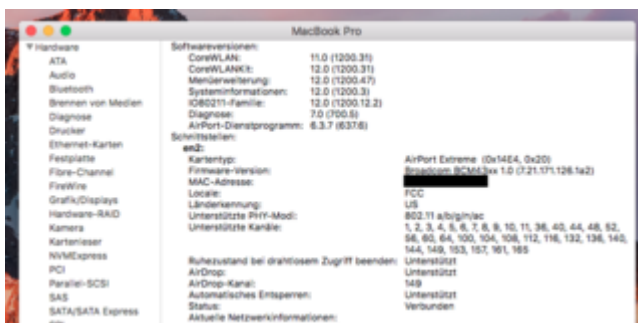 MacBook Pro
Hardware
ATA
Audio
Bluetooth
Brennen von Medien
Diagnose
Drucker
Ethernet-Karten
Festplatte
Fibre-Channel
FireWire
Grafik/Displays
Hardware-RAID
Kamera
Kartenleser
NVMExpress
PCI
Parallel-SCSI
SAS
SATA/SATA Express
Softwareversionen:
CoreWLAN: 11.0 (1200.31)
CoreWLANKit: 12.0 (1200.31)
Menüerweiterung: 12.0 (1200.47)
Systeminformationen: 12.0 (1200.3)
IO80211-Familie: 12.0 (1200.12.2)
Diagnose: 7.0 (700.5)
AirPort-Dienstprogramm: 6.3.7 (637.6)
Schnittstellen:
en2:
Kartentyp: AirPort Extreme (0x14E4, 0x20)
Firmware-Version: Broadcom BCM43xx 1.0 (7.21.171.126.1a2)
MAC-Adresse:
Locale: FCC
Länderkennung: US
Unterstützte PHY-Modi: 802.11 a/b/g/n/ac
Unterstützte Kanäle: 1, 2, 3, 4, 5, 6, 7, 8, 9, 10, 11, 36, 40, 44, 48, 52,
56, 60, 64, 100, 104, 108, 112, 116, 132, 136, 140,
144, 149, 153, 157, 161, 165
Ruhezustand bei drahtlosem Zugriff beenden: Unterstützt
AirDrop: Unterstützt
AirDrop-Kanal: 149
Automatisches Entsperren: Unterstützt
Status: Verbunden
Aktuelle Netzwerkinformationen: